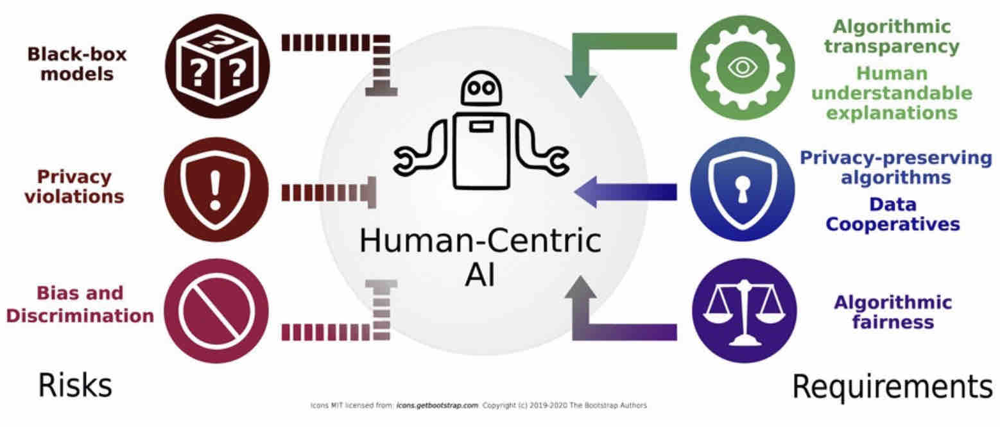 Black-box
models
? ? ?
Privacy
violations
!
Bias and
Discrimination
Risks
Human-Centric
AI
Algorithmic
transparency
Human
understandable
explanations
Privacy-preserving
algorithms
Data
Cooperatives
Algorithmic
fairness
Requirements
Icons MIT licensed from: icons.getbootstrap.com Copyright (c) 2019-2020 The Bootstrap Authors